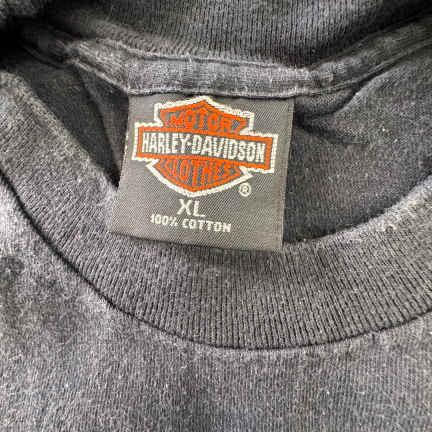 MOTOR
HARLEY-DAVIDSON
CLOTHES
®
XL
100% COTTON